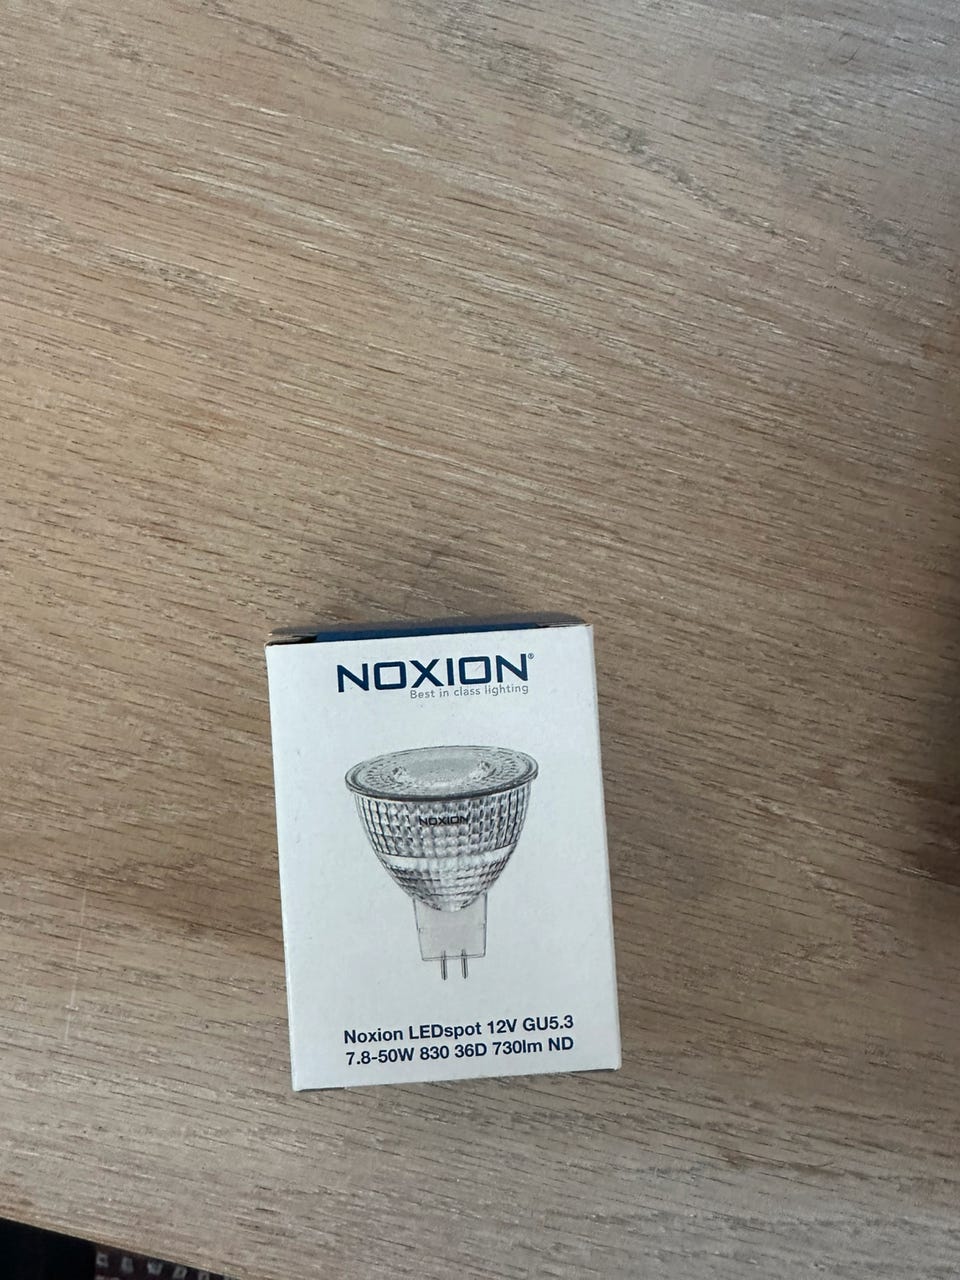 NOXION®
Best in class lighting
NOXION
Noxion LEDspot 12V GU5.3
7.8-50W 830 36D 730lm ND